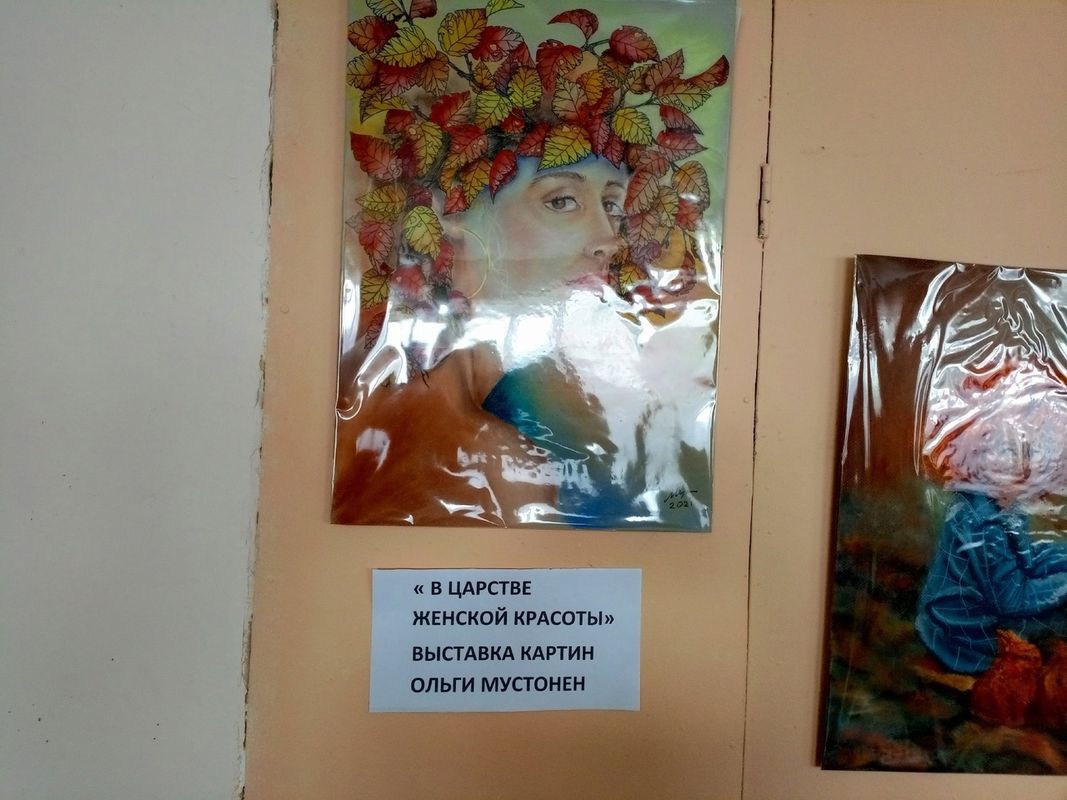 2021
« В ЦАРСТВЕ
ЖЕНСКОЙ КРАСОТЫ»
ВЫСТАВКА КАРТИН
ОЛЬГИ МУСТОНЕН